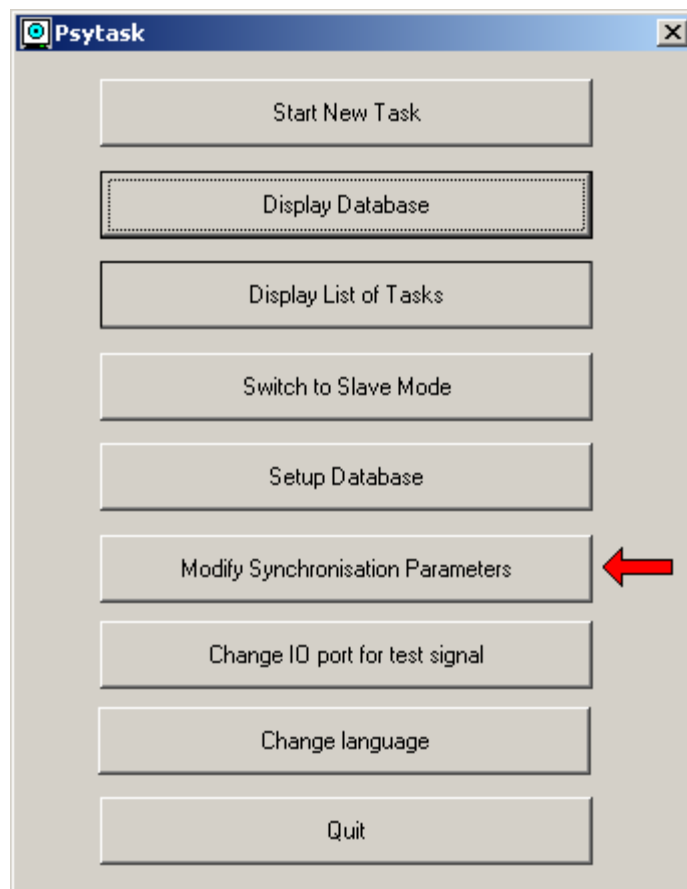 Psytask
Start New Task
Display Database
Display List of Tasks
Switch to Slave Mode
Setup Database
Modify Synchronisation Parameters
Change IO port for test signal
Change language
Quit